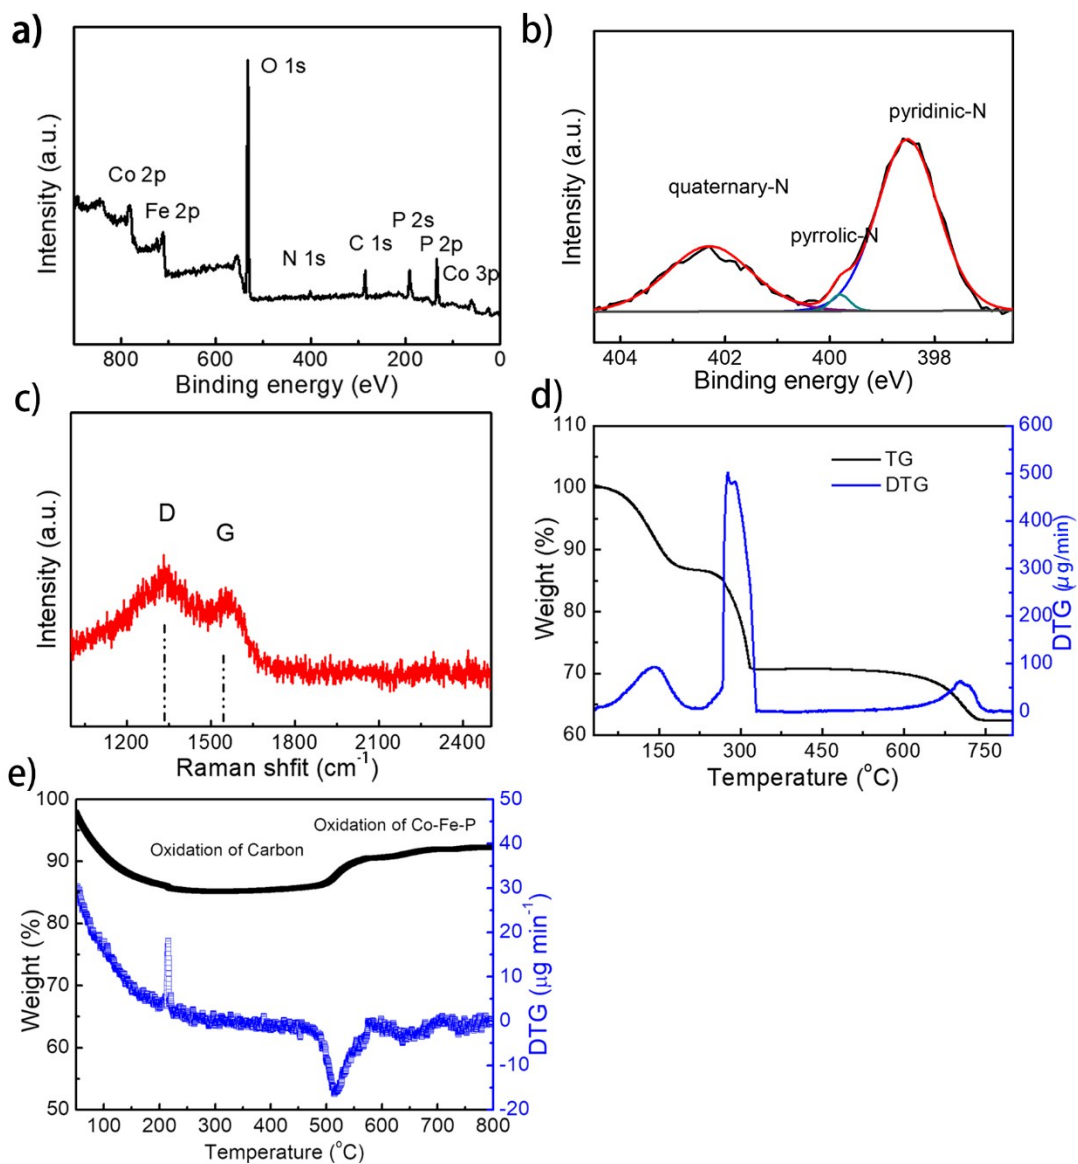 a)
Intensity (a.u.)
O 1s
Co 2p
Fe 2p
N 1s
C 1s
P 2s
P 2p
Co 3p
800 600 400 200 0
Binding energy (eV)
b)
Intensity (a.u.)
pyridinic-N
quaternary-N
pyrrolic-N
404 402 400 398
Binding energy (eV)
c)
Intensity (a.u.)
D
G
1200 1500 1800 2100 2400
Raman shfit (cm-1)
d)
Weight (%)
110
100
90
80
70
60
TG
DTG
600
500
400
300
200
100
0
DTG (μg/min)
150 300 450 600 750
Temperature (oC)
e)
Weight (%)
100
90
80
70
60
50
Oxidation of Co-Fe-P
Oxidation of Carbon
50
40
30
20
10
0
-10
-20
DTG (μg min-1)
100 200 300 400 500 600 700 800
Temperature (oC)